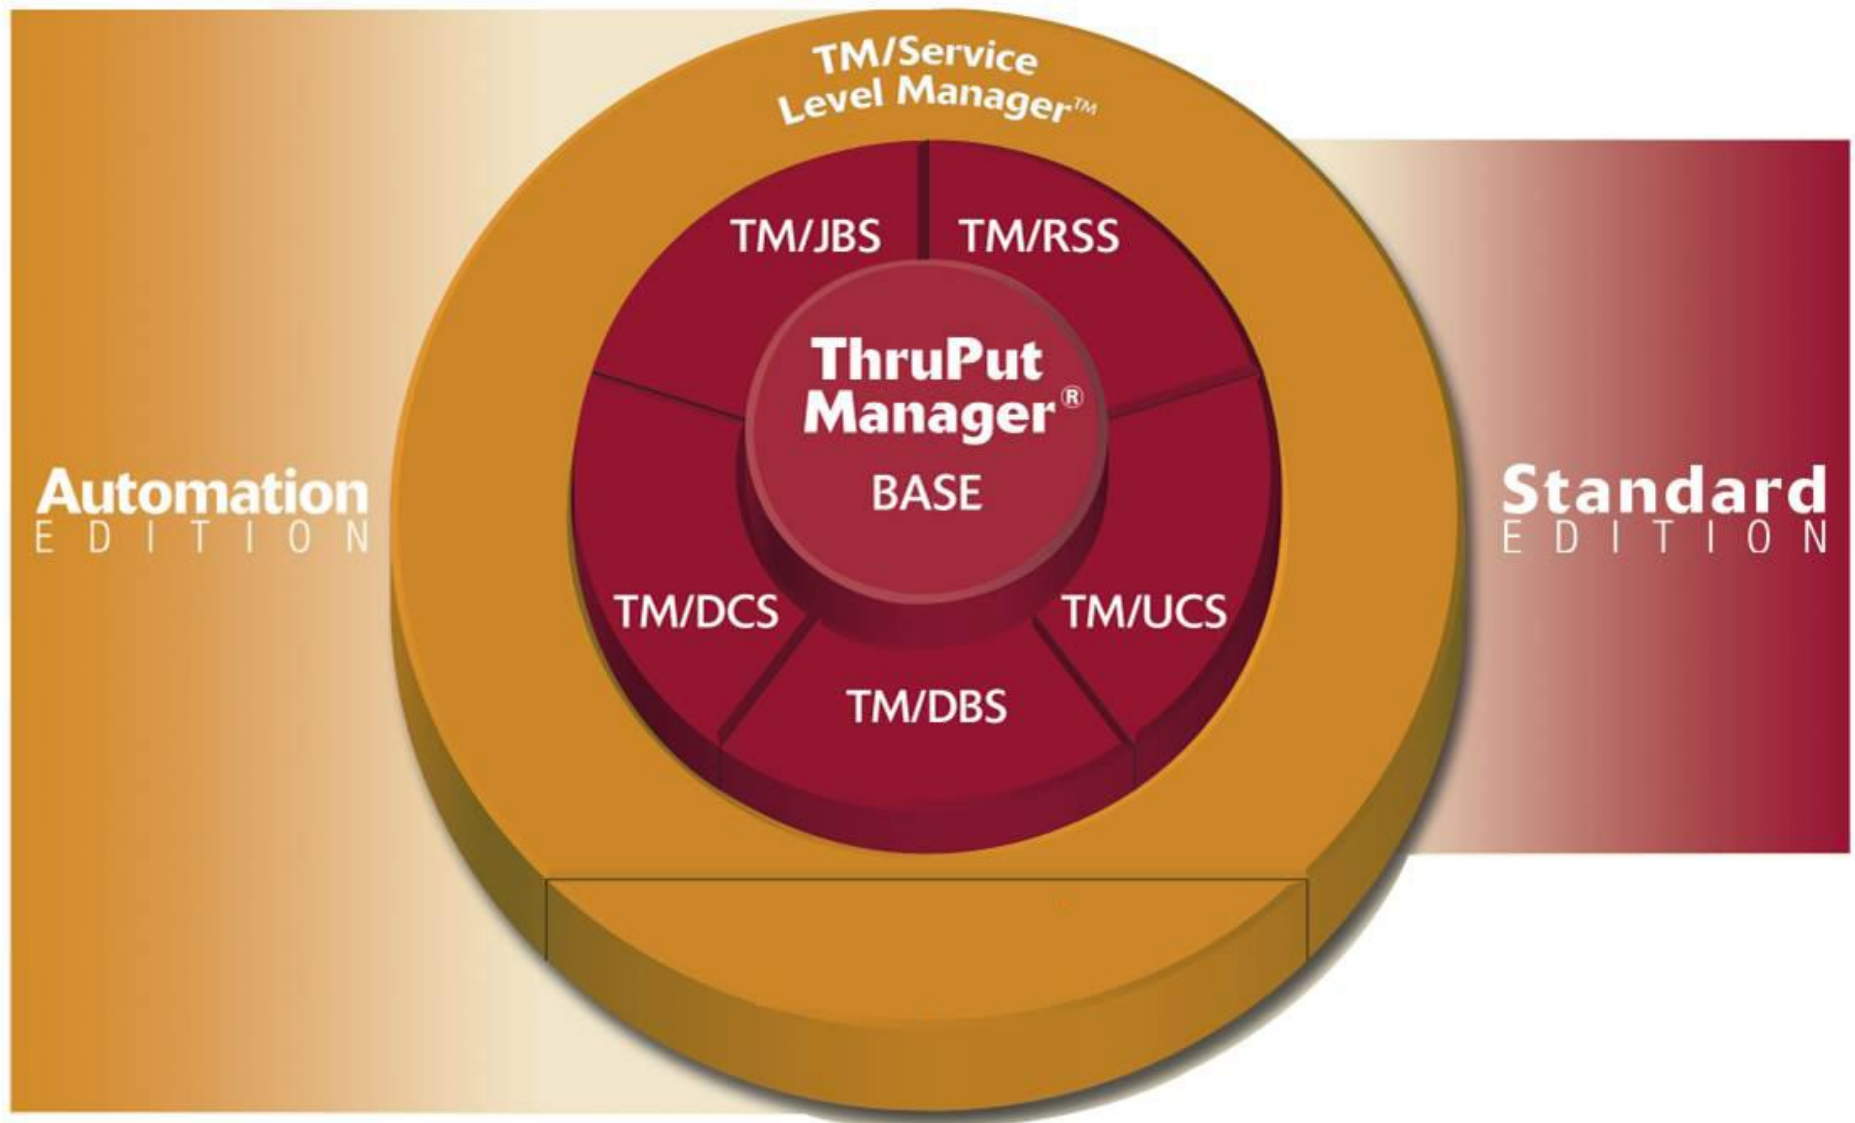 TM/Service
Level Manager™
TM/JBS
TM/RSS
ThruPut
Manager®
BASE
Automation
EDITION
Standard
EDITION
TM/DCS
TM/UCS
TM/DBS